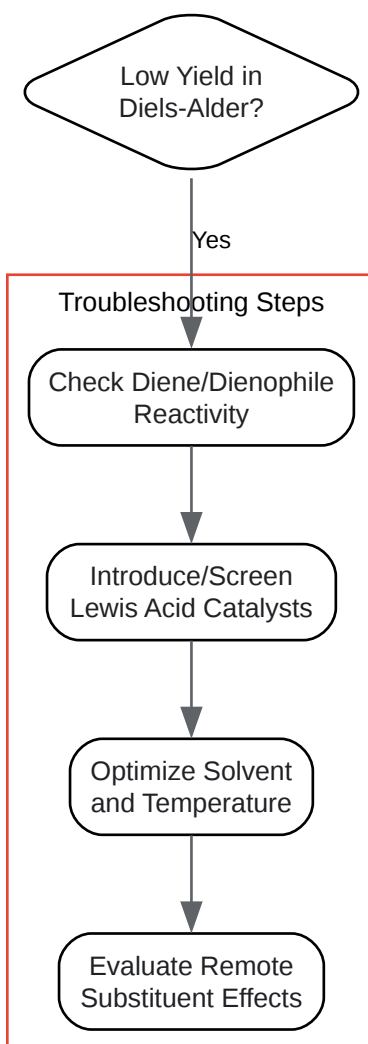 Low Yield in
Diels-Alder?
Yes
Troubleshooting Steps
Check Diene/Dienophile
Reactivity
Introduce/Screen
Lewis Acid Catalysts
Optimize Solvent
and Temperature
Evaluate Remote
Substituent Effects